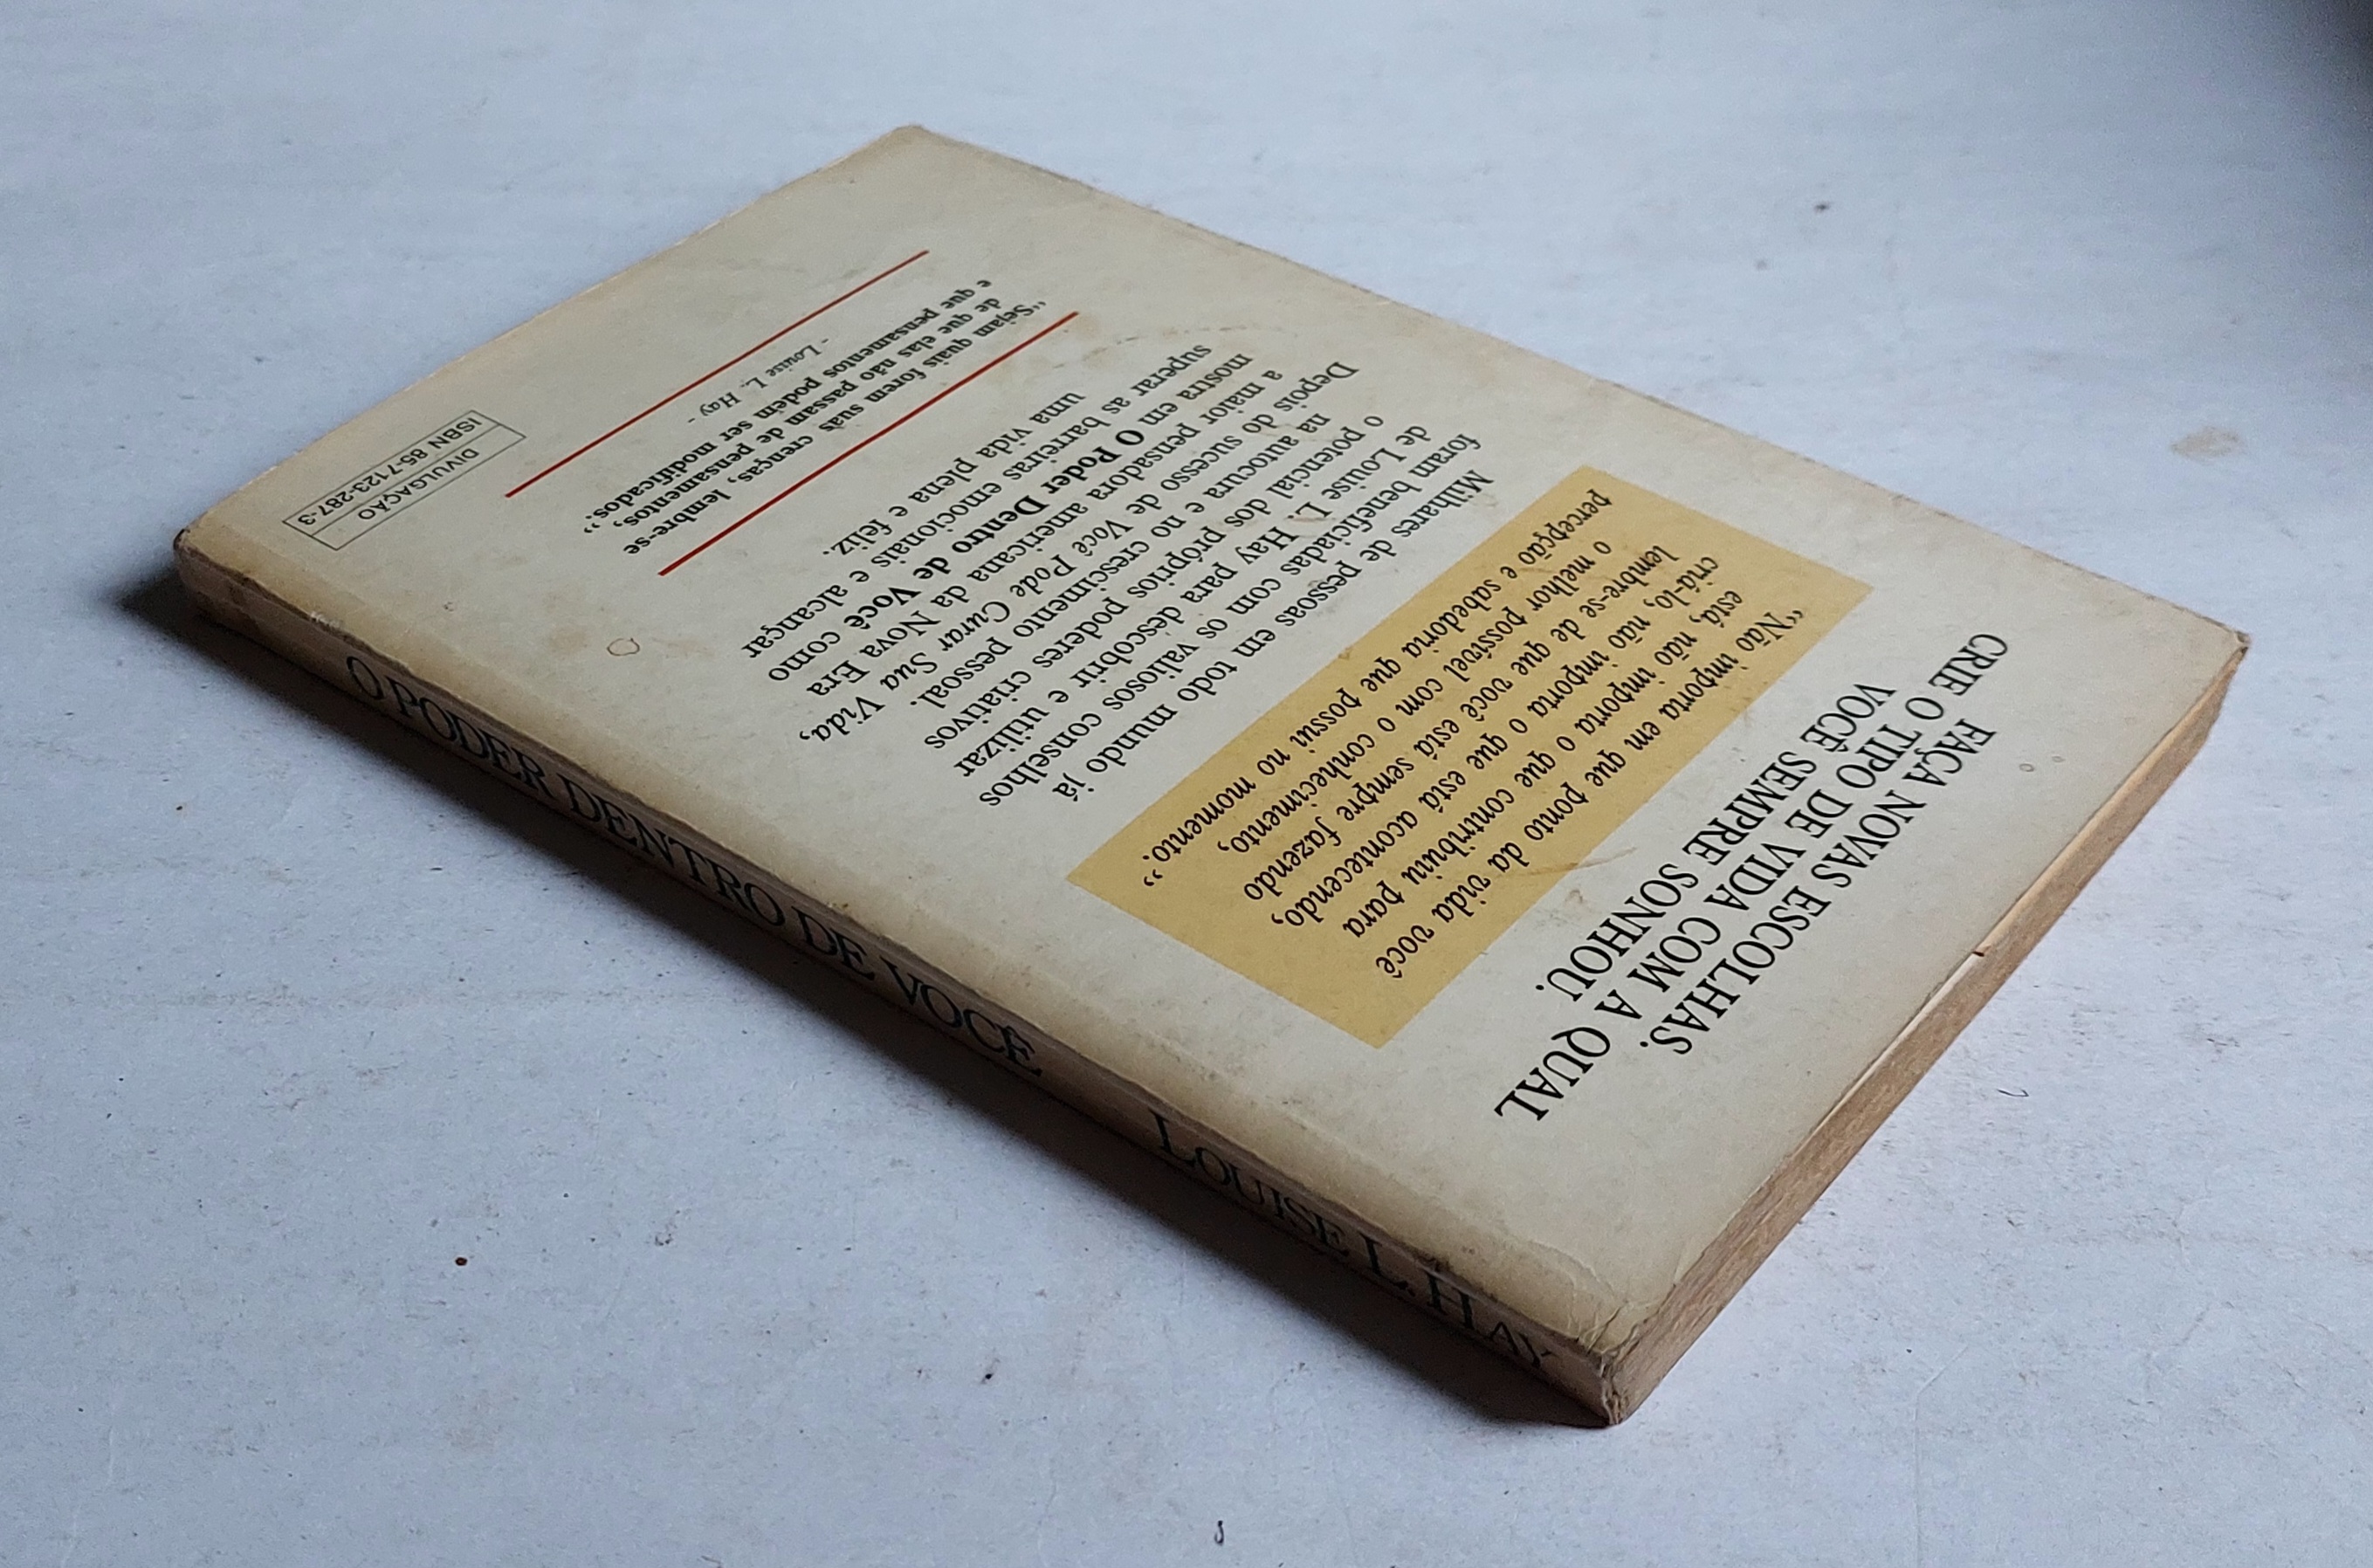 FAÇA NOVAS ESCOLHAS.
CRIE O TIPO DE VIDA COM A QUAL
VOCÊ SEMPRE SONHOU.
“Não importa em que ponto da vida você
está, não importa o que contribuiu para
criá-lo, não importa o que está acontecendo,
lembre-se de que você está sempre fazendo
o melhor possível com o conhecimento,
percepção e sabedoria que possui no momento.”
Milhares de pessoas em todo mundo já
foram beneficiadas com os valiosos conselhos
de Louise L. Hay para descobrir e utilizar
o potencial dos próprios poderes criativos
na autocura e no crescimento pessoal.
Depois do sucesso de Você Pode Curar Sua Vida,
a maior pensadora americana da Nova Era
mostra em O Poder Dentro de Você como
superar as barreiras emocionais e alcançar
uma vida plena e feliz.
“Sejam quais forem suas crenças, lembre-se
de que elas não passam de pensamentos,
e que pensamentos podem ser modificados.”
- Louise L. Hay -
DIVULGAÇÃO
ISBN 85-7123-287-3
O PODER DENTRO DE VOCÊ
LOUISE L. HAY